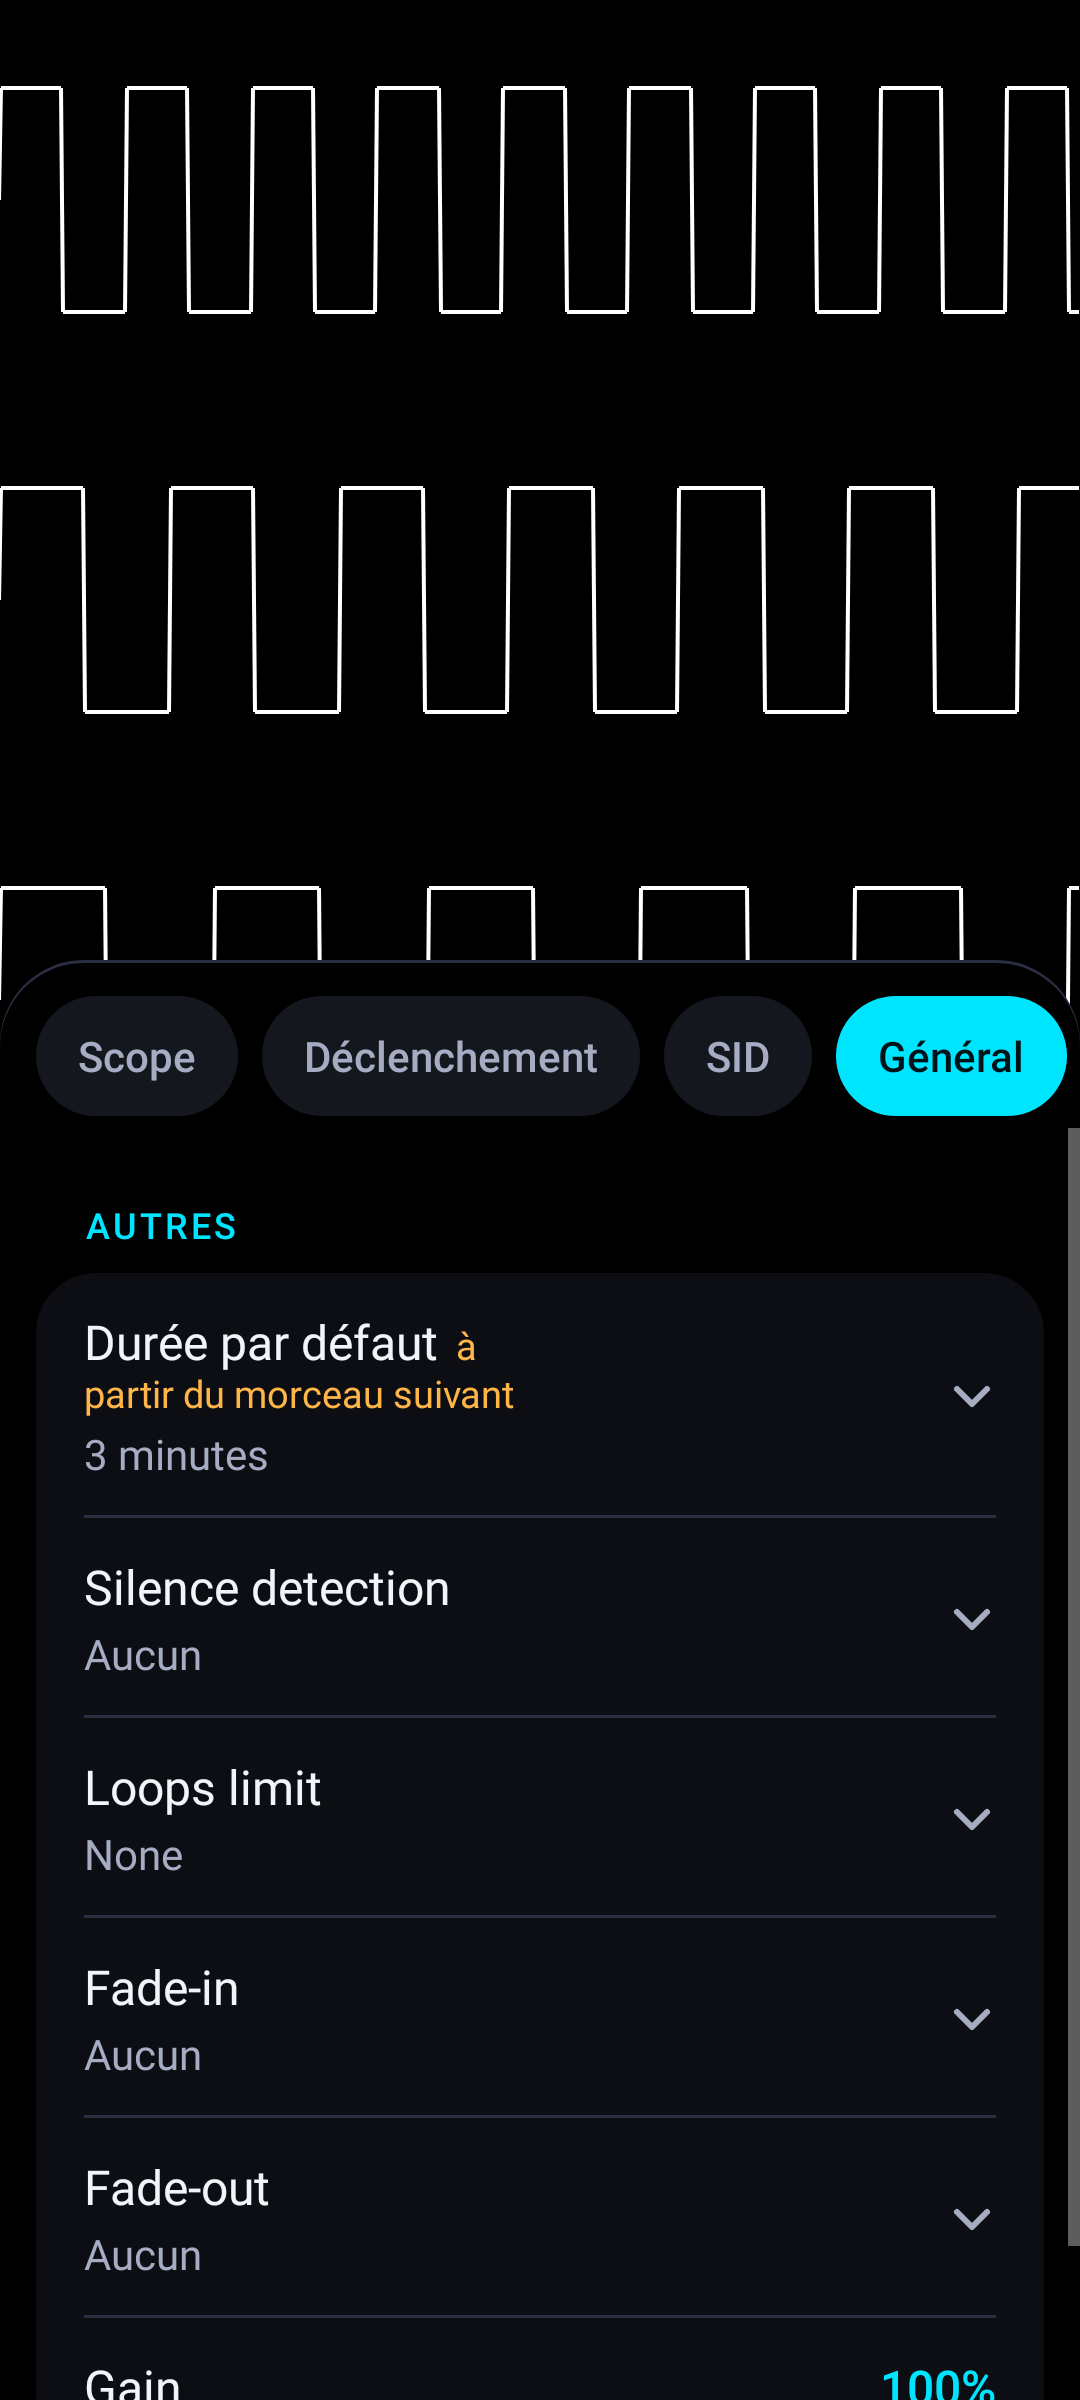 Scope
Déclenchement
SID
Général
AUTRES
Durée par défaut à
partir du morceau suivant
3 minutes
Silence detection
Aucun
Loops limit
None
Fade-in
Aucun
Fade-out
Aucun
Gain
100%